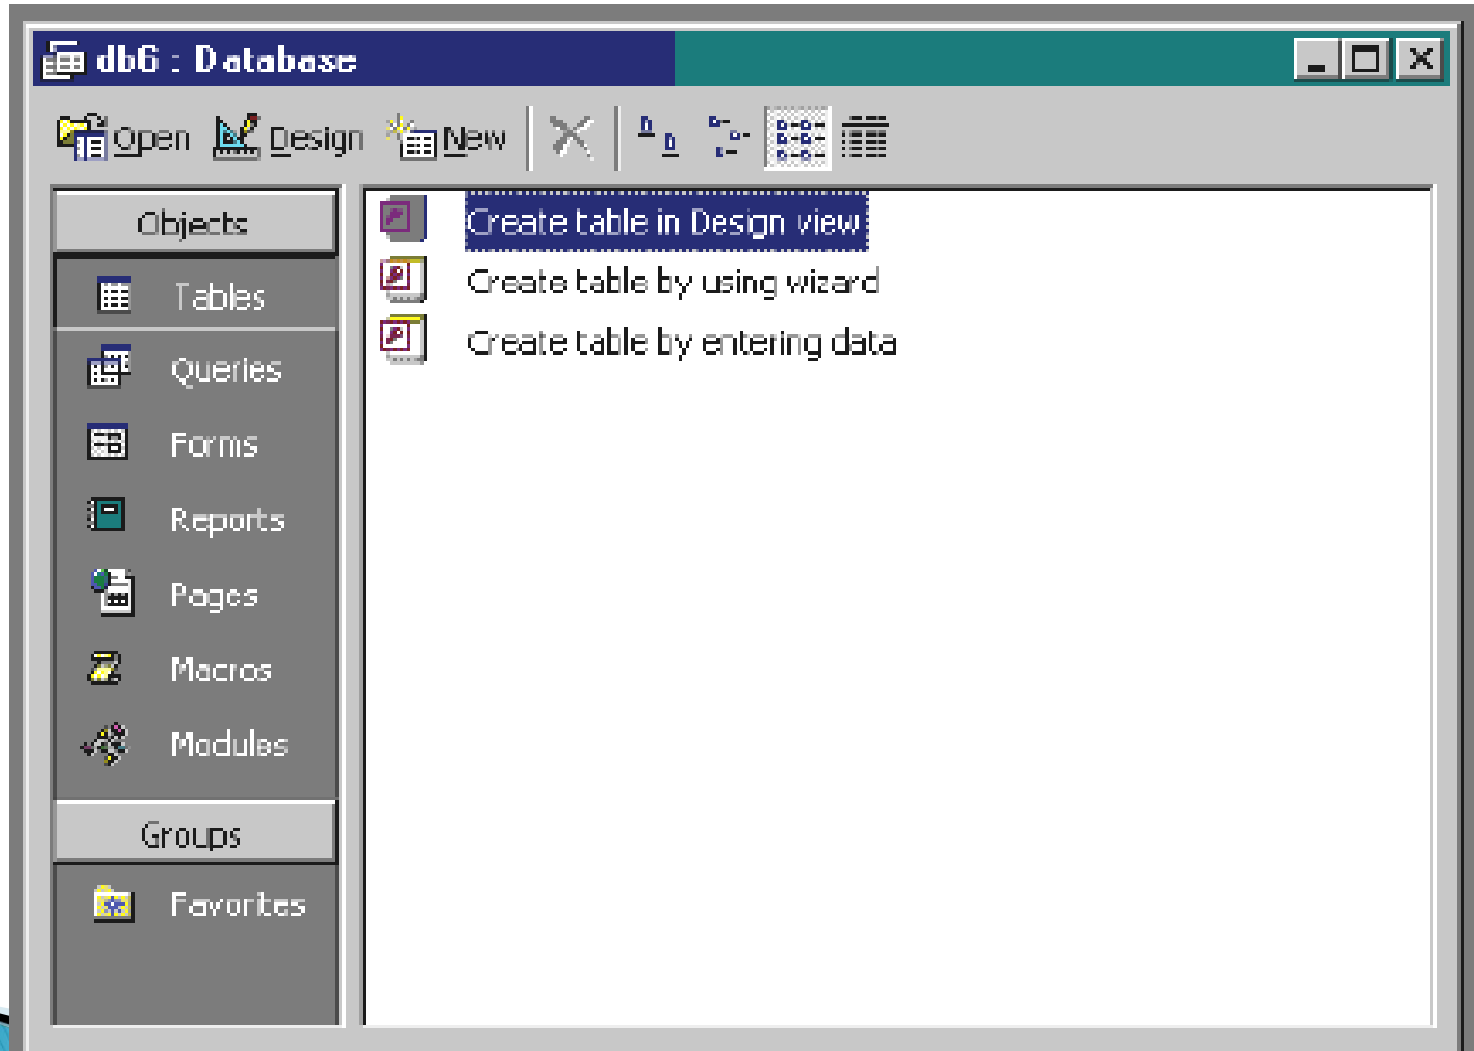 db6 : Database
Open Design New
Objects
Tables
Queries
Forms
Reports
Pages
Macros
Modules
Groups
Favorites
Create table in Design view
Create table by using wizard
Create table by entering data